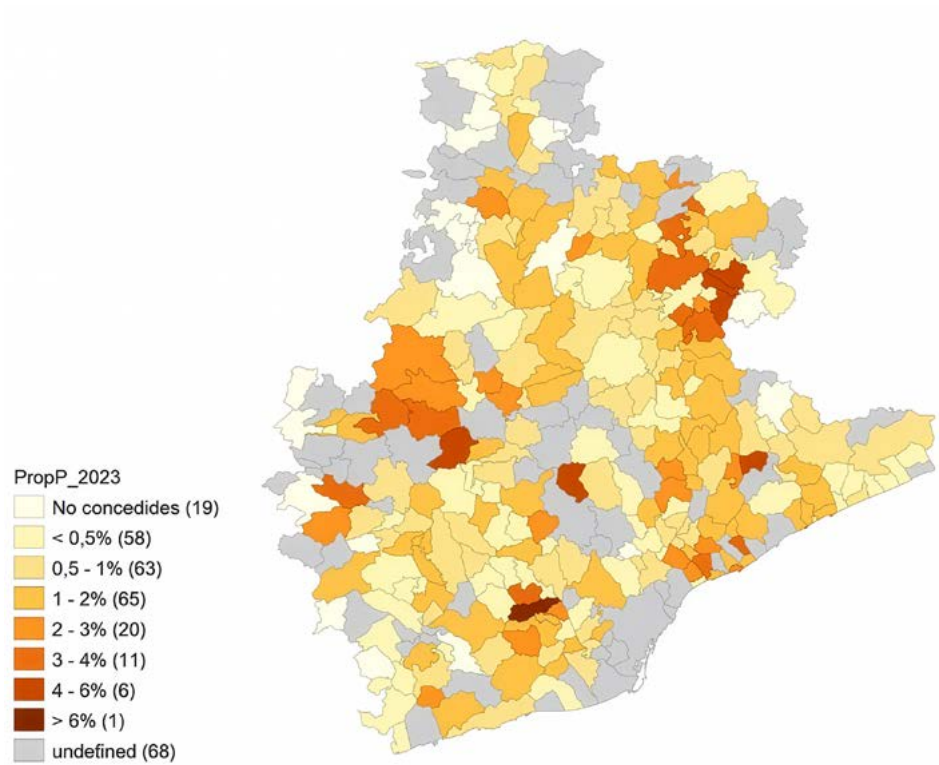 PropP_2023
No concedides (19)
< 0,5% (58)
0,5 - 1% (63)
1 - 2% (65)
2 - 3% (20)
3 - 4% (11)
4 - 6% (6)
> 6% (1)
undefined (68)